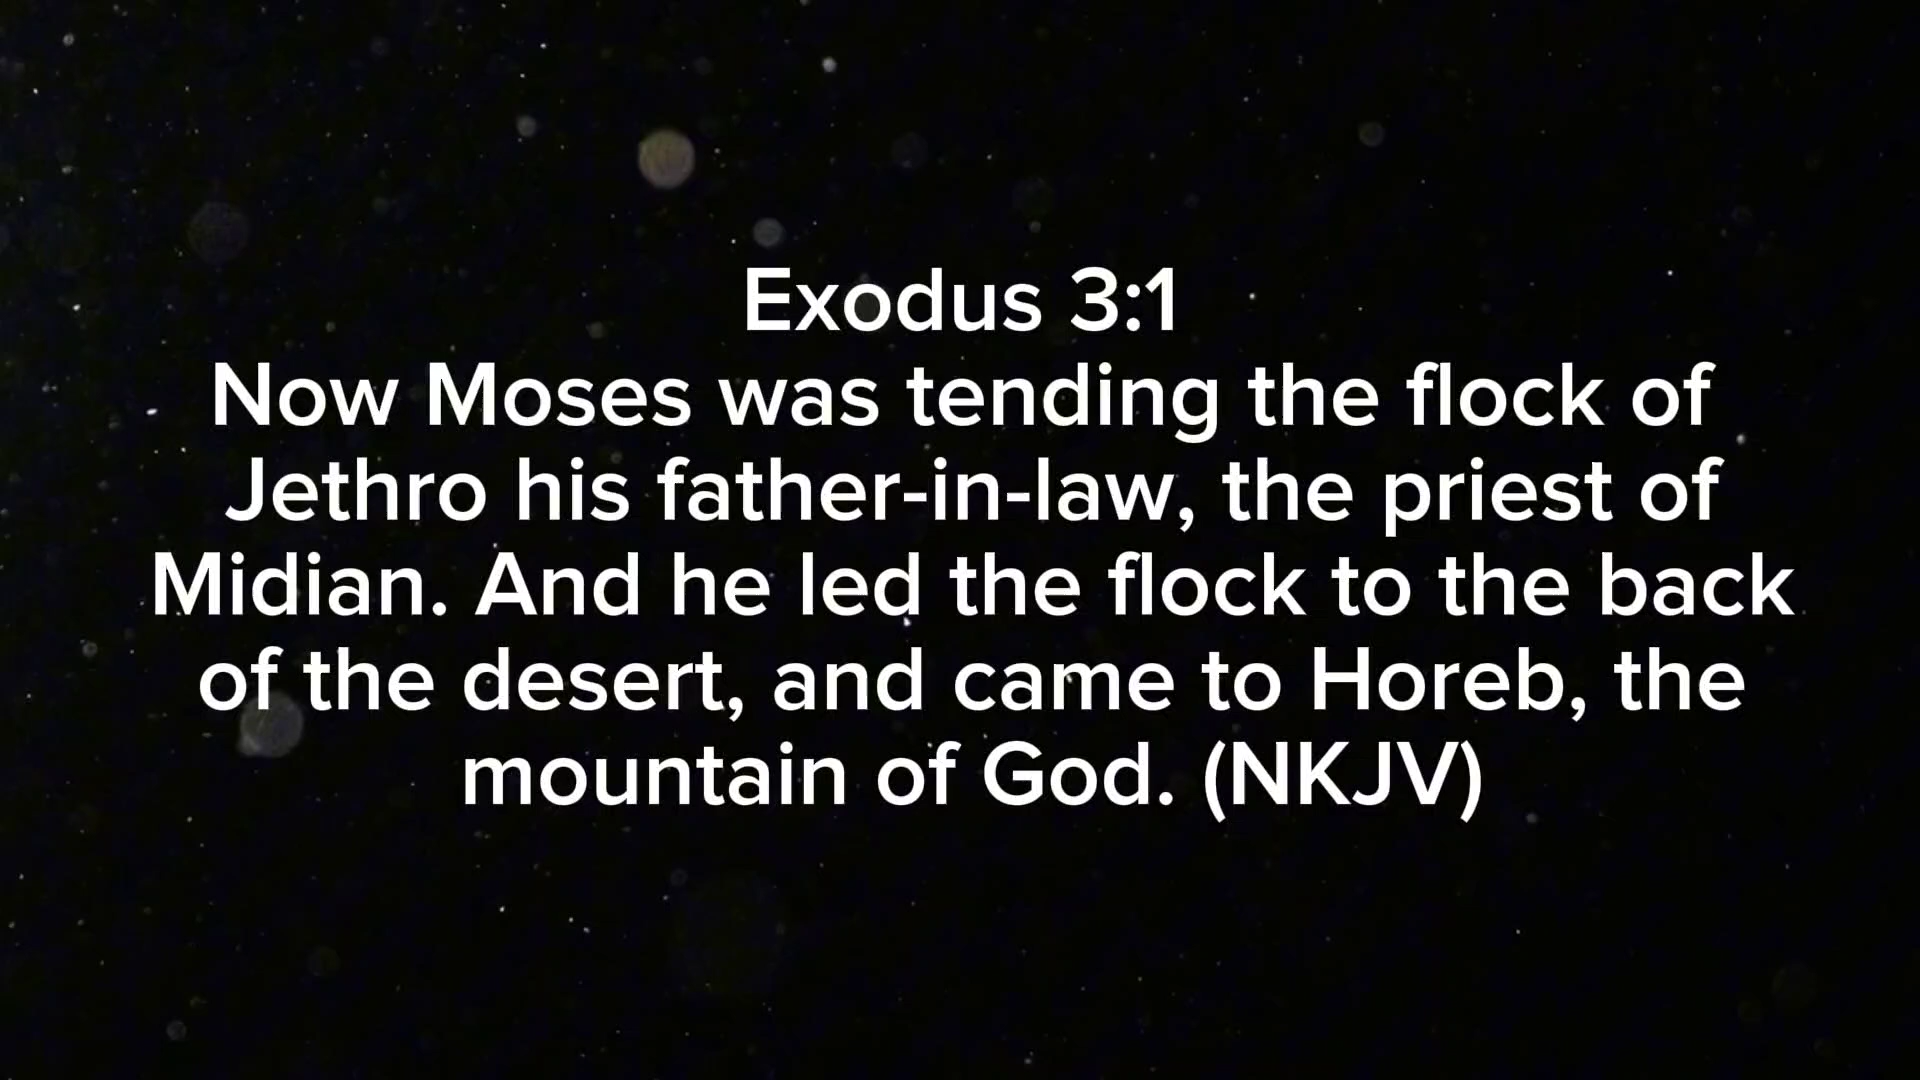 Exodus 3:1
Now Moses was tending the flock of
Jethro his father-in-law, the priest of
Midian. And he led the flock to the back
of the desert, and came to Horeb, the
mountain of God. (NKJV)